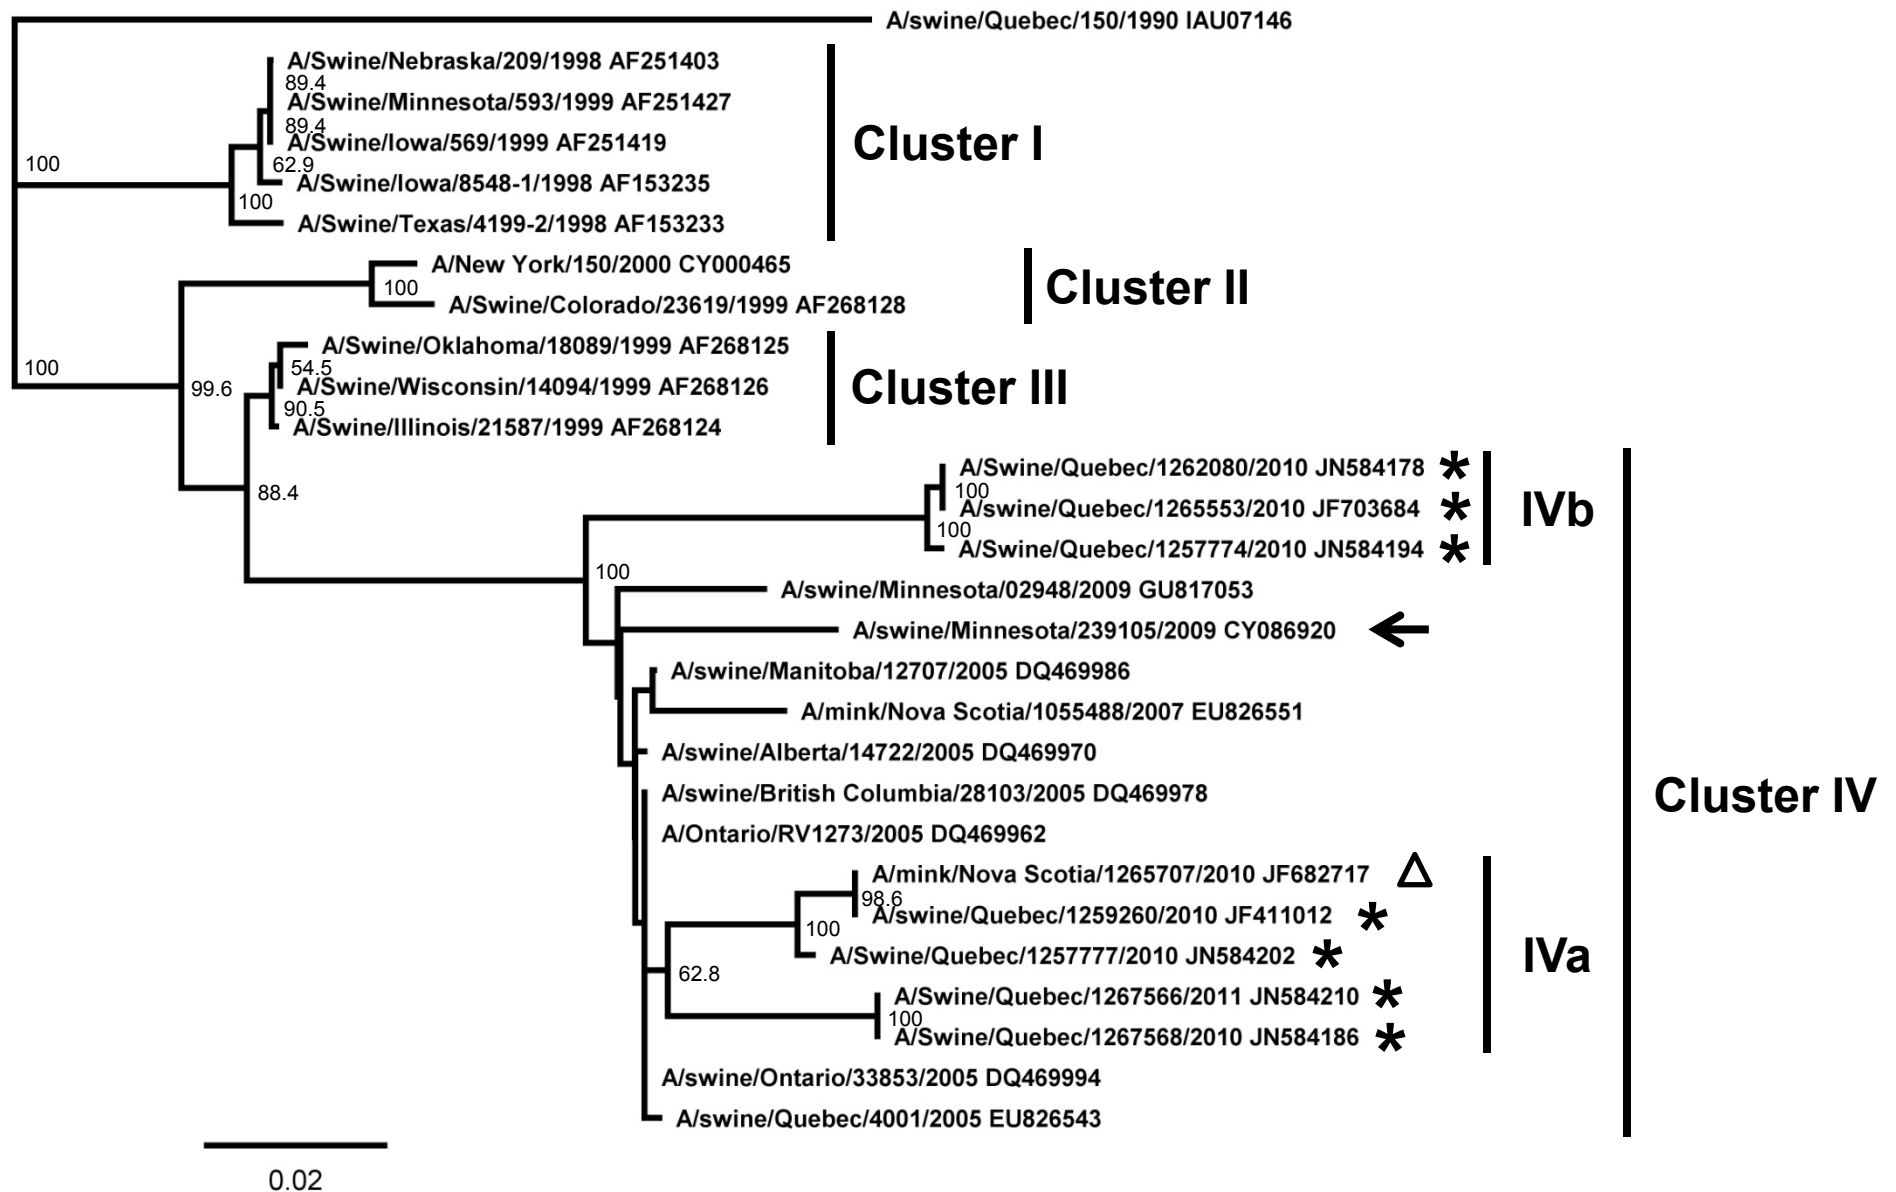 A/swine/Quebec/150/1990 IAU07146
A/Swine/Nebraska/209/1998 AF251403
89.4
A/Swine/Minnesota/593/1999 AF251427
89.4
A/Swine/Iowa/569/1999 AF251419
Cluster I
62.9
100
A/Swine/Iowa/8548-1/1998 AF153235
100
A/Swine/Texas/4199-2/1998 AF153233
A/New York/150/2000 CY000465
100
Cluster II
A/Swine/Colorado/23619/1999 AF268128
A/Swine/Oklahoma/18089/1999 AF268125
100
54.5
99.6
A/Swine/Wisconsin/14094/1999 AF268126
Cluster III
90.5
A/Swine/Illinois/21587/1999 AF268124
A/Swine/Quebec/1262080/2010 JN584178 *
88.4
100
A/swine/Quebec/1265553/2010 JF703684 *
IVb
100
A/Swine/Quebec/1257774/2010 JN584194 *
100
A/swine/Minnesota/02948/2009 GU817053
A/swine/Minnesota/239105/2009 CY086920
A/swine/Manitoba/12707/2005 DQ469986
A/mink/Nova Scotia/1055488/2007 EU826551
A/swine/Alberta/14722/2005 DQ469970
A/swine/British Columbia/28103/2005 DQ469978
Cluster IV
A/Ontario/RV1273/2005 DQ469962
A/mink/Nova Scotia/1265707/2010 JF682717
98.6
A/swine/Quebec/1259260/2010 JF411012 *
100
A/Swine/Quebec/1257777/2010 JN584202 *
IVa
62.8
A/Swine/Quebec/1267566/2011 JN584210 *
100
A/Swine/Quebec/1267568/2010 JN584186 *
A/swine/Ontario/33853/2005 DQ469994
A/swine/Quebec/4001/2005 EU826543
0.02